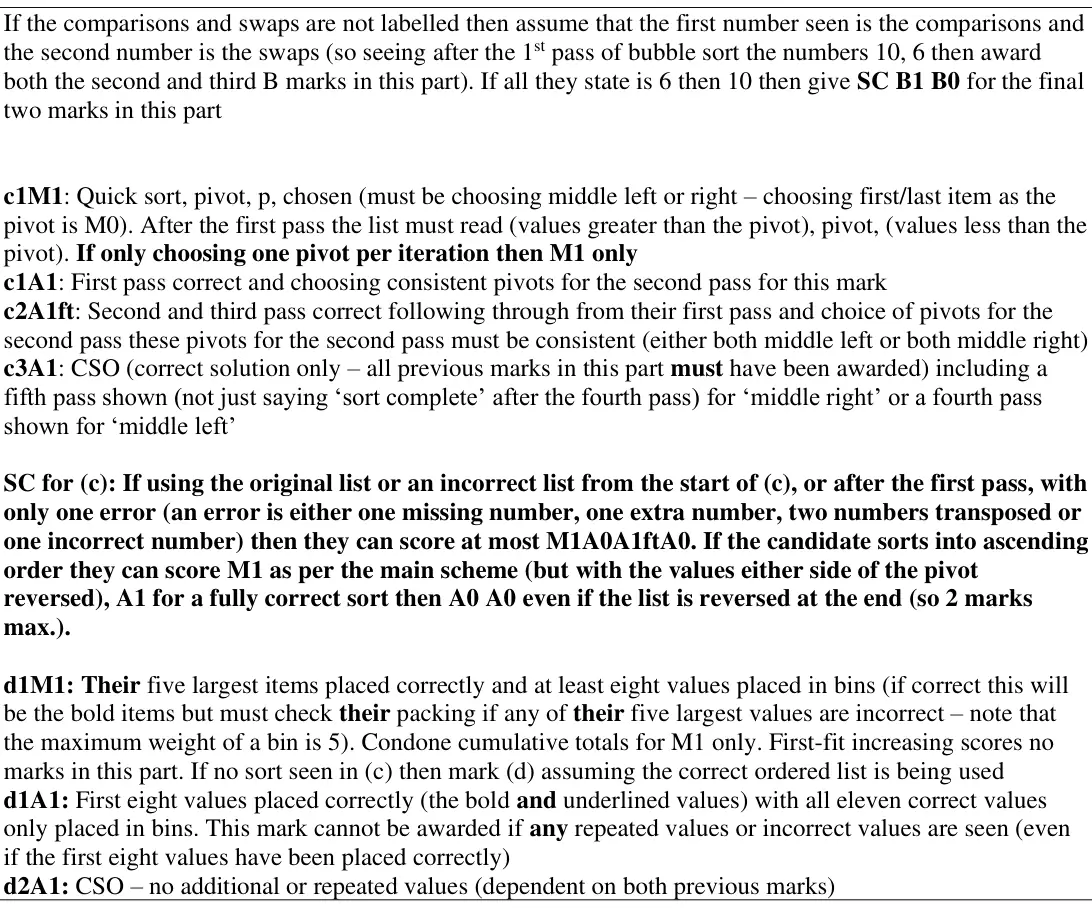 If the comparisons and swaps are not labelled then assume that the first number seen is the comparisons and
the second number is the swaps (so seeing after the 1st pass of bubble sort the numbers 10, 6 then award
both the second and third B marks in this part). If all they state is 6 then 10 then give SC B1 B0 for the final
two marks in this part
c1M1: Quick sort, pivot, p, chosen (must be choosing middle left or right – choosing first/last item as the
pivot is M0). After the first pass the list must read (values greater than the pivot), pivot, (values less than the
pivot). If only choosing one pivot per iteration then M1 only
c1A1: First pass correct and choosing consistent pivots for the second pass for this mark
c2A1ft: Second and third pass correct following through from their first pass and choice of pivots for the
second pass these pivots for the second pass must be consistent (either both middle left or both middle right)
c3A1: CSO (correct solution only – all previous marks in this part must have been awarded) including a
fifth pass shown (not just saying ‘sort complete’ after the fourth pass) for ‘middle right’ or a fourth pass
shown for ‘middle left’
SC for (c): If using the original list or an incorrect list from the start of (c), or after the first pass, with
only one error (an error is either one missing number, one extra number, two numbers transposed or
one incorrect number) then they can score at most M1A0A1ftA0. If the candidate sorts into ascending
order they can score M1 as per the main scheme (but with the values either side of the pivot
reversed), A1 for a fully correct sort then A0 A0 even if the list is reversed at the end (so 2 marks
max.).
d1M1: Their five largest items placed correctly and at least eight values placed in bins (if correct this will
be the bold items but must check their packing if any of their five largest values are incorrect – note that
the maximum weight of a bin is 5). Condone cumulative totals for M1 only. First-fit increasing scores no
marks in this part. If no sort seen in (c) then mark (d) assuming the correct ordered list is being used
d1A1: First eight values placed correctly (the bold and underlined values) with all eleven correct values
only placed in bins. This mark cannot be awarded if any repeated values or incorrect values are seen (even
if the first eight values have been placed correctly)
d2A1: CSO – no additional or repeated values (dependent on both previous marks)